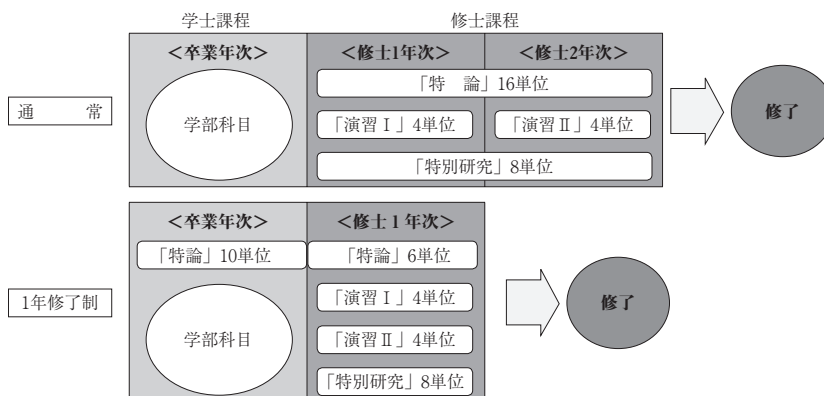 学士課程 修士課程
<卒業年次> <修士1年次> <修士2年次>
「特　論」16単位
通　　常 学部科目 「演習Ⅰ」4単位 「演習Ⅱ」4単位 修了
「特別研究」8単位
<卒業年次> <修士１年次>
「特論」10単位 「特論」6単位
1年修了制 学部科目 「演習Ⅰ」4単位 修了
「演習Ⅱ」4単位
「特別研究」8単位